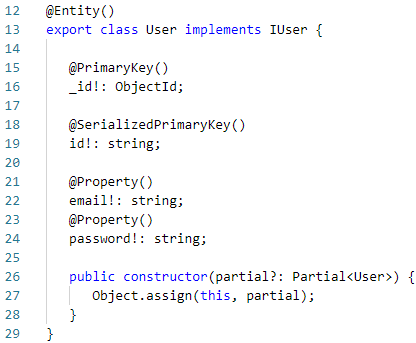 12 @Entity()
13 export class User implements IUser {
14
15 @PrimaryKey()
16 _id!: ObjectId;
17
18 @SerializedPrimaryKey()
19 id!: string;
20
21 @Property()
22 email!: string;
23 @Property()
24 password!: string;
25
26 public constructor(partial?: Partial<User>) {
27 Object.assign(this, partial);
28 }
29 }